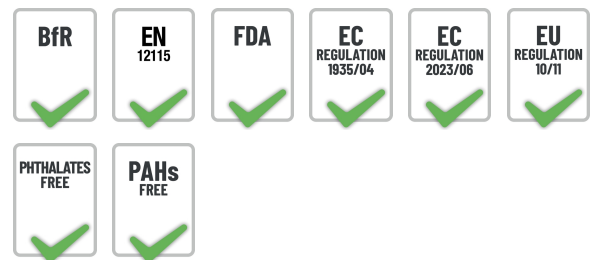 BfR
EN
12115
FDA
EC
REGULATION
1935/04
EC
REGULATION
2023/06
EU
REGULATION
10/11
PHTHALATES
FREE
PAHs
FREE